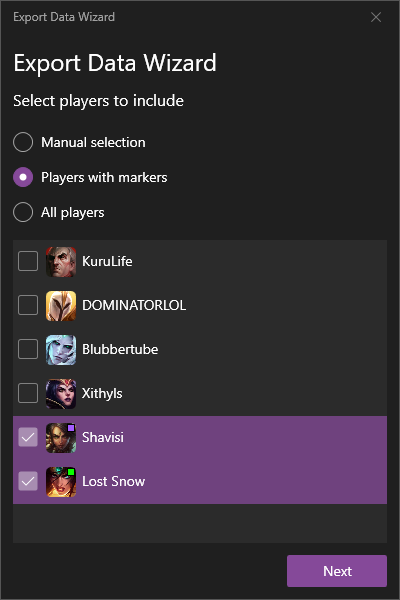 Export Data Wizard
Export Data Wizard
Select players to include
Manual selection
Players with markers
All players
KuruLife
DOMINATORLOL
Blubbertube
Xithyls
Shavisi
Lost Snow
Next